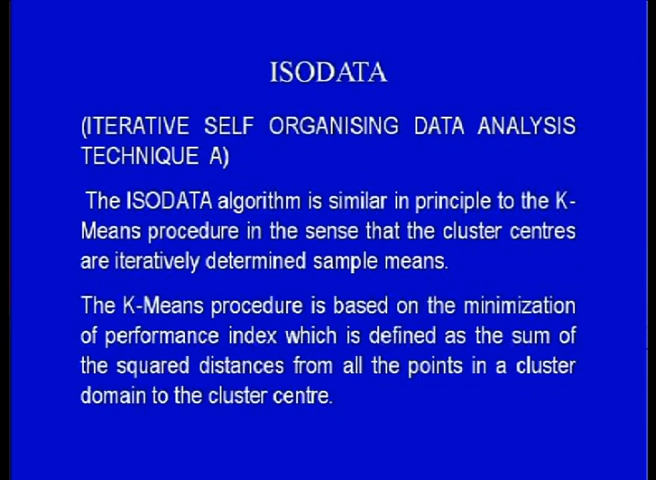 ISODATA
(ITERATIVE SELF ORGANISING DATA ANALYSIS
TECHNIQUE A)
The ISODATA algorithm is similar in principle to the K-
Means procedure in the sense that the cluster centres
are iteratively determined sample means.
The K-Means procedure is based on the minimization
of performance index which is defined as the sum of
the squared distances from all the points in a cluster
domain to the cluster centre.